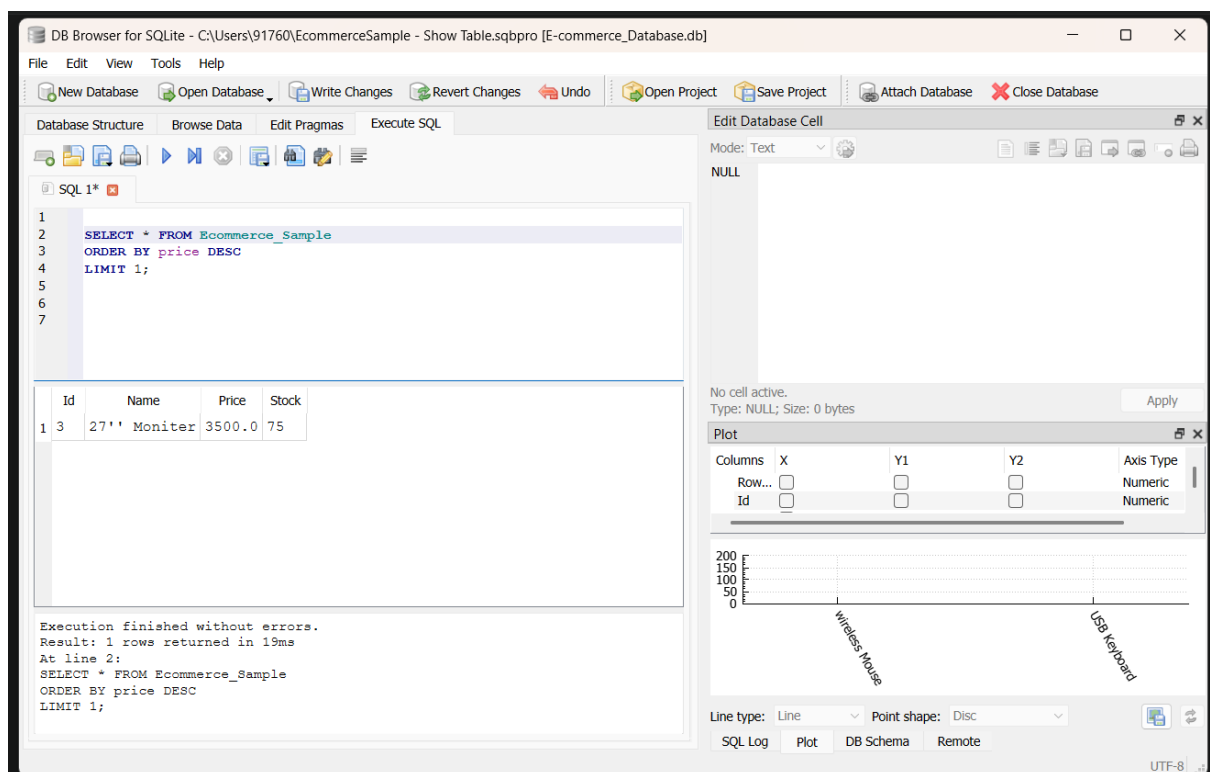 DB Browser for SQLite - C:\Users\91760\EcommerceSample - Show Table.sqbpro [E-commerce_Database.db]
File Edit View Tools Help
New Database Open Database Write Changes Revert Changes Undo Open Project Save Project Attach Database Close Database
Database Structure Browse Data Edit Pragmas Execute SQL
SQL 1*
1
2 SELECT * FROM Ecommerce_Sample
3 ORDER BY price DESC
4 LIMIT 1;
5
6
7
Id Name Price Stock
1 3 27'' Moniter 3500.0 75
Execution finished without errors.
Result: 1 rows returned in 19ms
At line 2:
SELECT * FROM Ecommerce_Sample
ORDER BY price DESC
LIMIT 1;
Edit Database Cell
Mode: Text
NULL
No cell active.
Type: NULL; Size: 0 bytes
Apply
Plot
Columns X Y1 Y2 Axis Type
Row... Numeric
Id Numeric
200
150
100
50
0
wireless Mouse
USB Keyboard
Line type: Line Point shape: Disc
SQL Log Plot DB Schema Remote
UTF-8